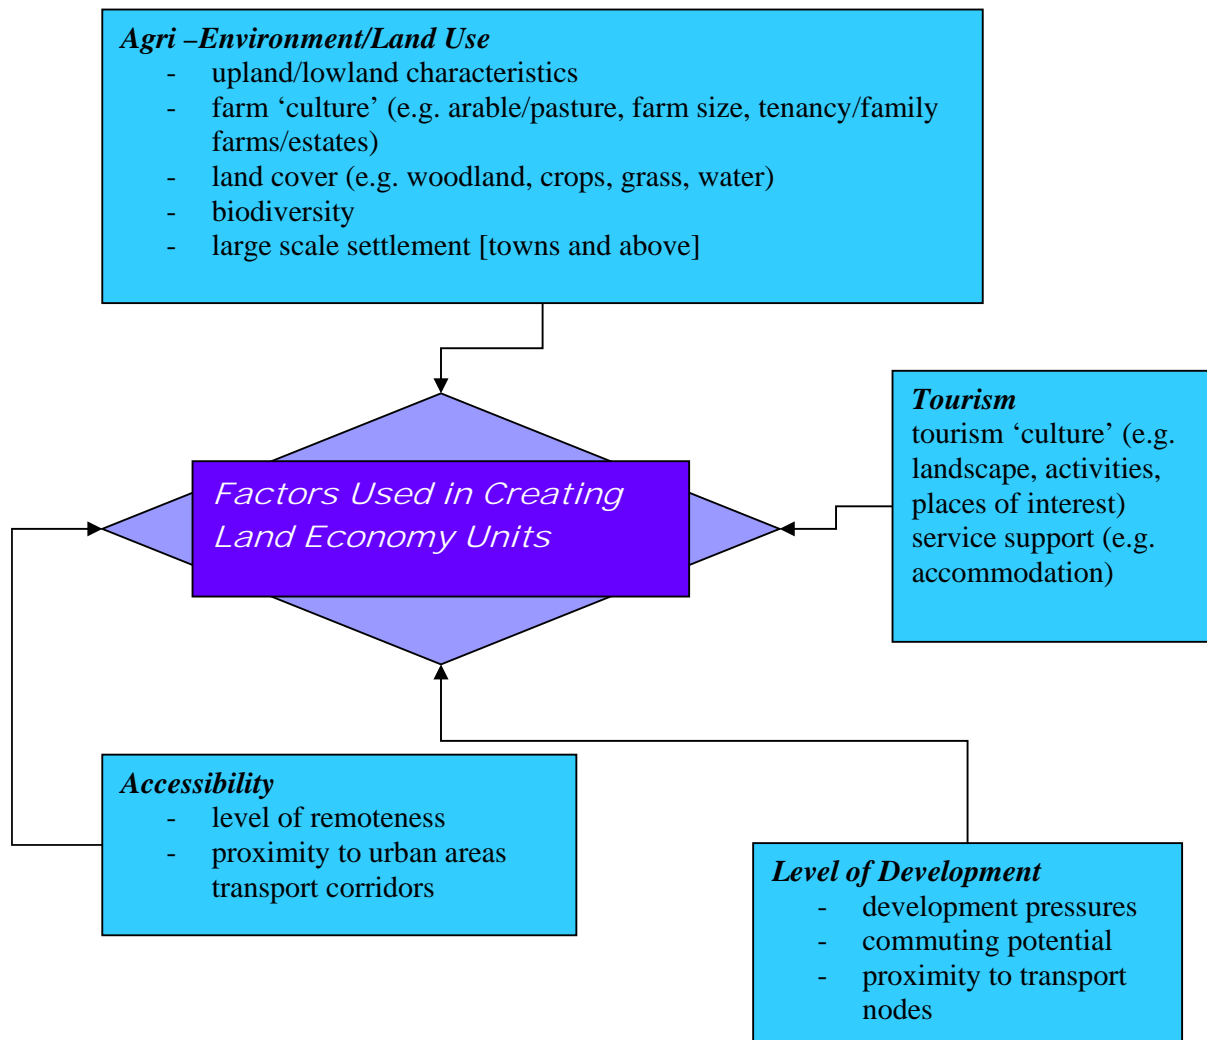 Agri –Environment/Land Use
- upland/lowland characteristics
- farm ‘culture’ (e.g. arable/pasture, farm size, tenancy/family
farms/estates)
- land cover (e.g. woodland, crops, grass, water)
- biodiversity
- large scale settlement [towns and above]
Tourism
tourism ‘culture’ (e.g.
landscape, activities,
places of interest)
service support (e.g.
accommodation)
Factors Used in Creating
Land Economy Units
Accessibility
- level of remoteness
- proximity to urban areas
transport corridors
Level of Development
- development pressures
- commuting potential
- proximity to transport
nodes